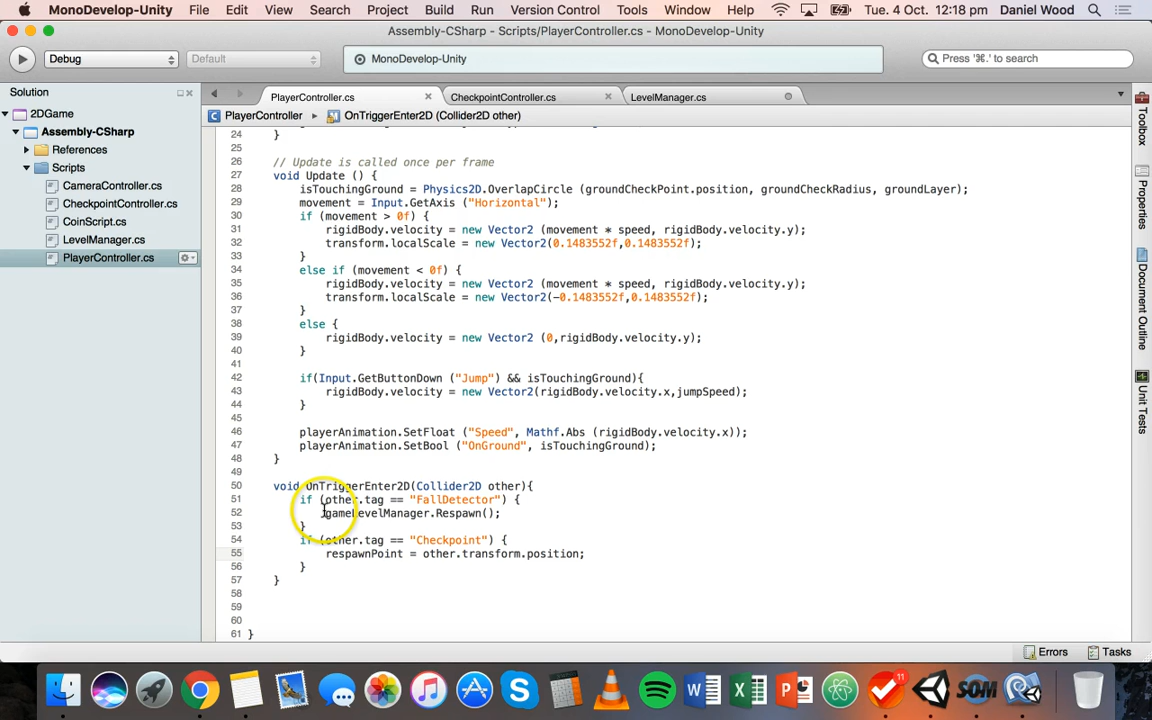 MonoDevelop-Unity File Edit View Search Project Build Run Version Control Tools Window Help Tue. 4 Oct. 12:18 pm Daniel Wood
Assembly-CSharp - Scripts/PlayerController.cs - MonoDevelop-Unity
Debug Default MonoDevelop-Unity Press '⌘.' to search
Solution
2DGame
Assembly-CSharp
References
Scripts
CameraController.cs
CheckpointController.cs
CoinScript.cs
LevelManager.cs
PlayerController.cs
PlayerController.cs CheckpointController.cs LevelManager.cs
PlayerController OnTriggerEnter2D (Collider2D other)
24 }
25
26 // Update is called once per frame
27 void Update () {
28 isTouchingGround = Physics2D.OverlapCircle (groundCheckPoint.position, groundCheckRadius, groundLayer);
29 movement = Input.GetAxis ("Horizontal");
30 if (movement > 0f) {
31 rigidBody.velocity = new Vector2 (movement * speed, rigidBody.velocity.y);
32 transform.localScale = new Vector2(0.1483552f,0.1483552f);
33 }
34 else if (movement < 0f) {
35 rigidBody.velocity = new Vector2 (movement * speed, rigidBody.velocity.y);
36 transform.localScale = new Vector2(-0.1483552f,0.1483552f);
37 }
38 else {
39 rigidBody.velocity = new Vector2 (0,rigidBody.velocity.y);
40 }
41
42 if(Input.GetButtonDown ("Jump") && isTouchingGround){
43 rigidBody.velocity = new Vector2(rigidBody.velocity.x,jumpSpeed);
44 }
45
46 playerAnimation.SetFloat ("Speed", Mathf.Abs (rigidBody.velocity.x));
47 playerAnimation.SetBool ("OnGround", isTouchingGround);
48 }
49
50 void OnTriggerEnter2D(Collider2D other){
51 if (other.tag == "FallDetector") {
52 gameLevelManager.Respawn();
53 }
54 if (other.tag == "Checkpoint") {
55 respawnPoint = other.transform.position;
56 }
57 }
58
59
60
61 }
Toolbox
Properties
Document Outline
Unit Tests
Errors Tasks
11
SOM